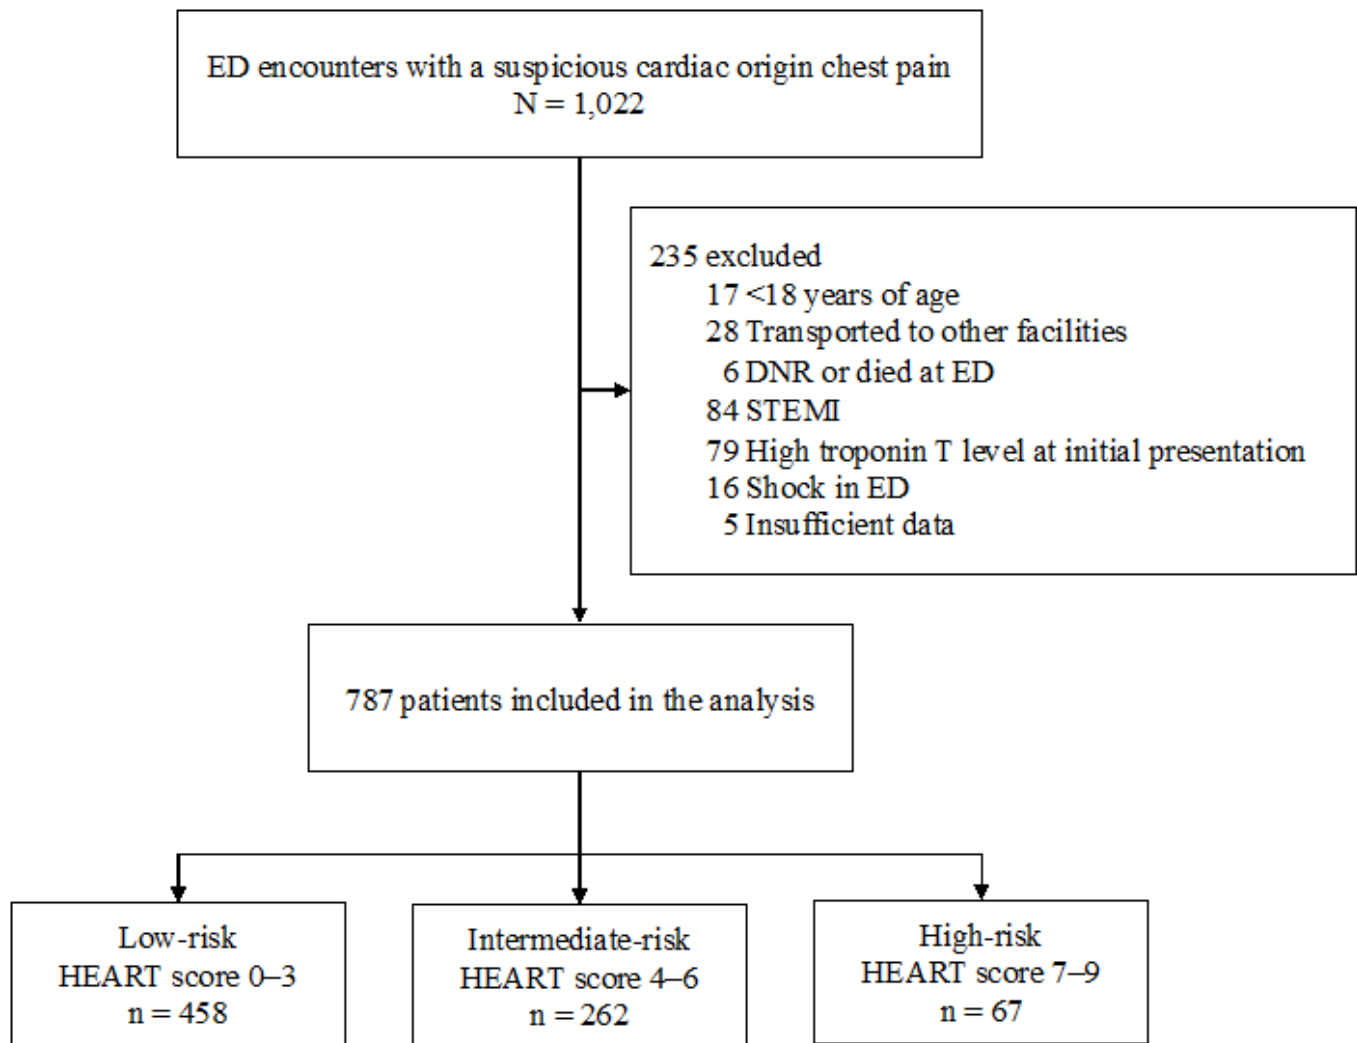 ED encounters with a suspicious cardiac origin chest pain
N = 1,022
235 excluded
17 <18 years of age
28 Transported to other facilities
6 DNR or died at ED
84 STEMI
79 High troponin T level at initial presentation
16 Shock in ED
5 Insufficient data
787 patients included in the analysis
Low-risk
HEART score 0–3
n = 458
Intermediate-risk
HEART score 4–6
n = 262
High-risk
HEART score 7–9
n = 67